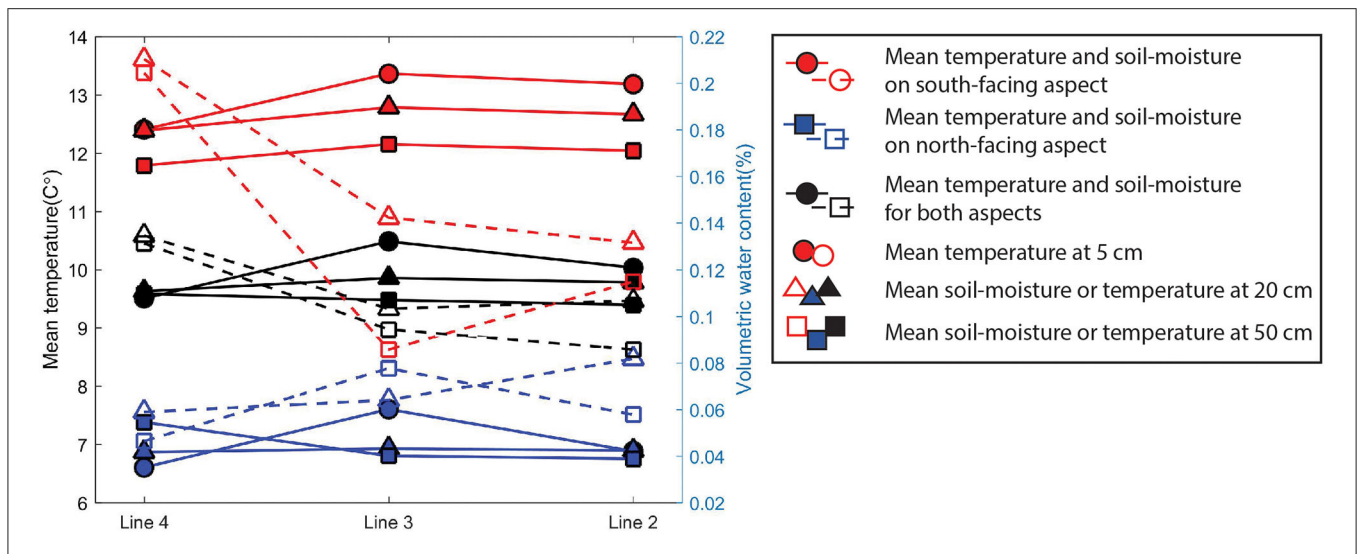 14
13
12
11
10
9
8
7
6
Mean temperature(C°)
0.22
0.2
0.18
0.16
0.14
0.12
0.1
0.08
0.06
0.04
0.02
Volumetric water content(%)
Line 4
Line 3
Line 2
Mean temperature and soil-moisture
on south-facing aspect
Mean temperature and soil-moisture
on north-facing aspect
Mean temperature and soil-moisture
for both aspects
Mean temperature at 5 cm
Mean soil-moisture or temperature at 20 cm
Mean soil-moisture or temperature at 50 cm